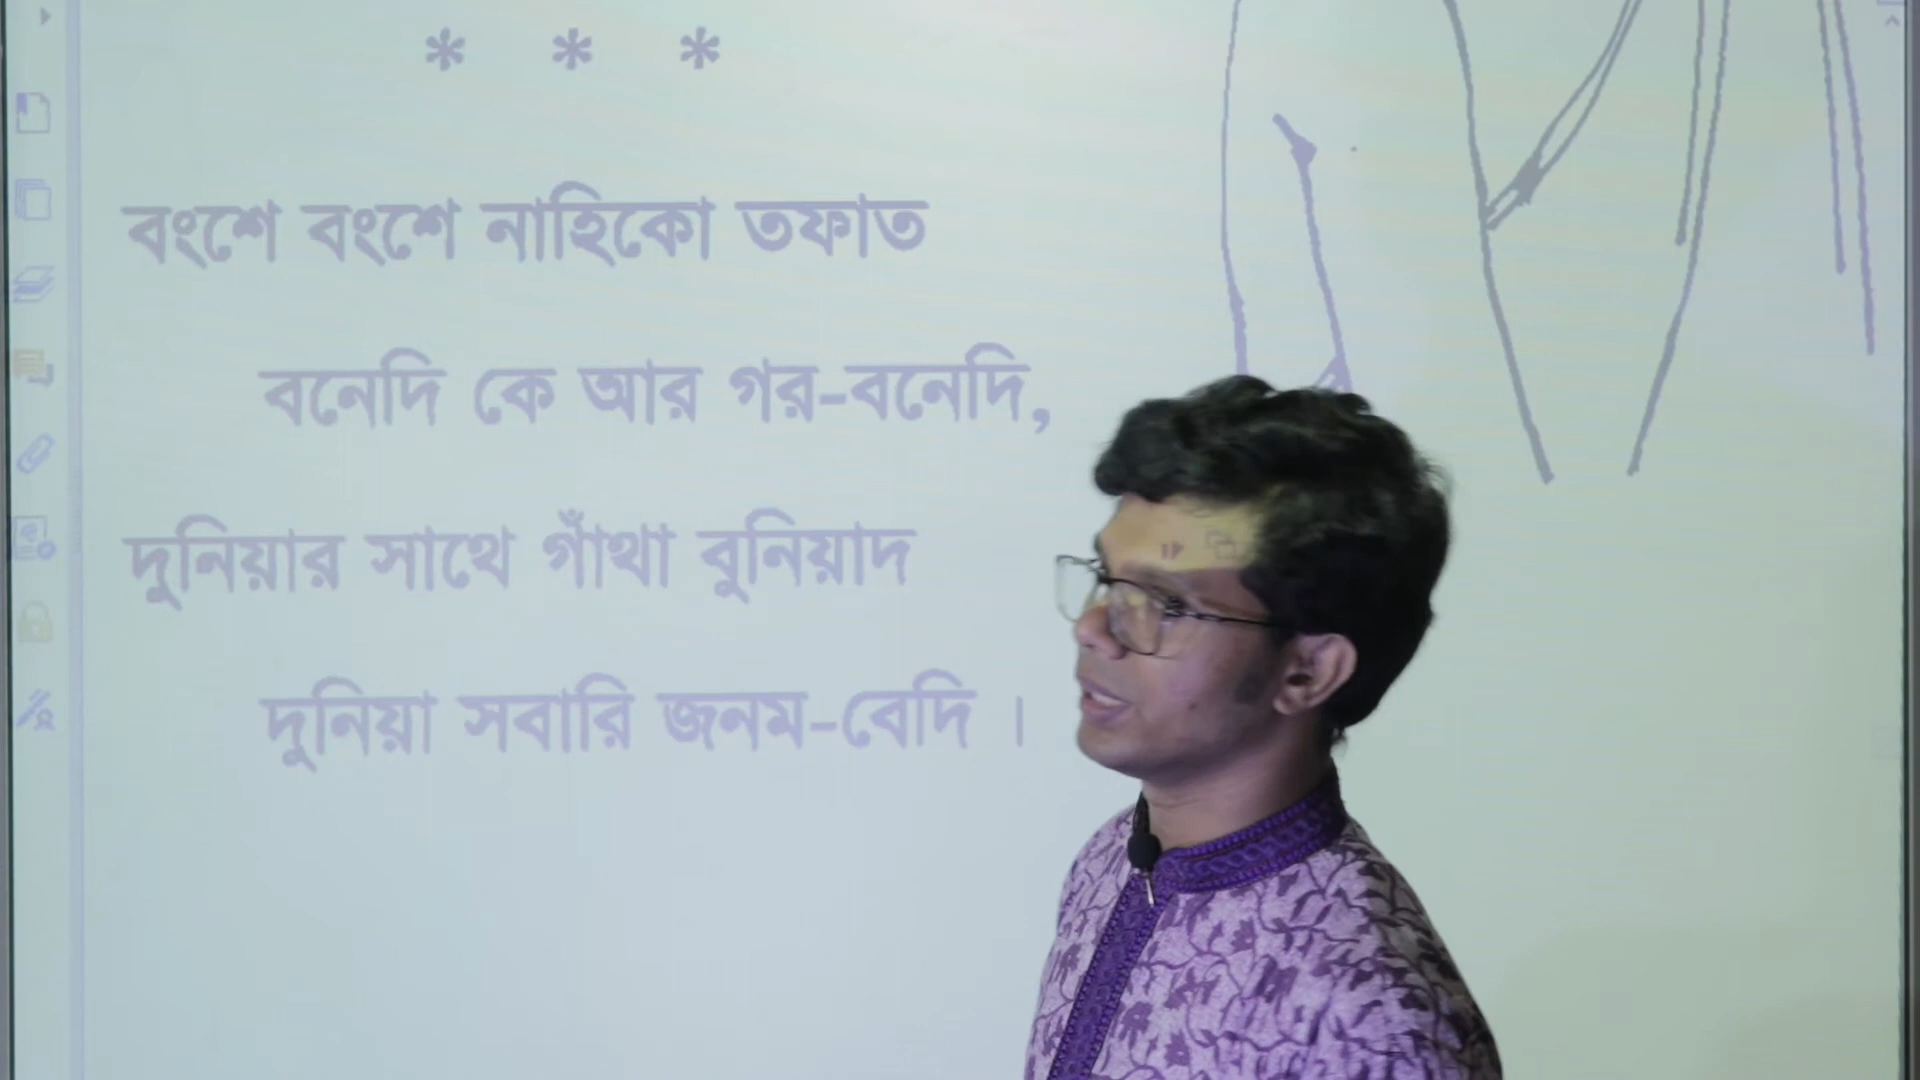 * * *
বংশে বংশে নাহিকো তফাত
বনেদি কে আর গর-বনেদি,
দুনিয়ার সাথে গাঁথা বুনিয়াদ
দুনিয়া সবারি জনম-বেদি ।